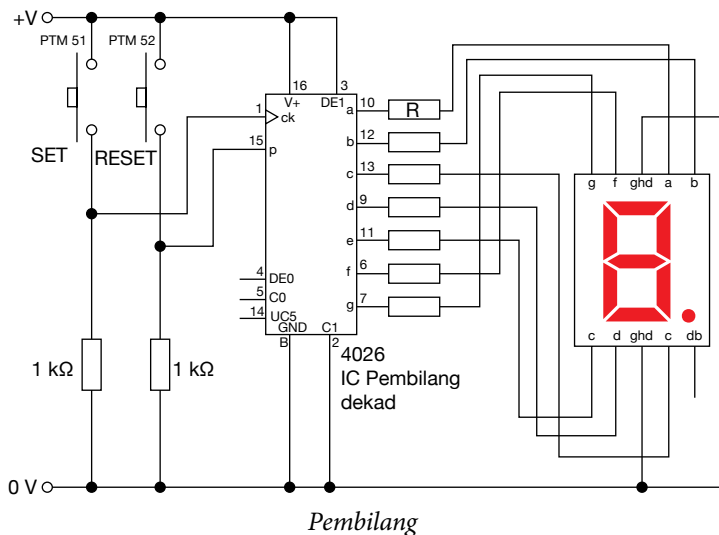 +V
PTM 51 PTM 52
SET RESET
16 3
V+ DE1
1 ck
15 p
a 10 R
b 12
c 13
d 9
e 11
f 6
g 7
4 DE0
5 C0
14 UC5
GND C1
B 2
4026
IC Pembilang
dekad
g f ghd a b
c d ghd c db
1 kΩ 1 kΩ
0 V
Pembilang